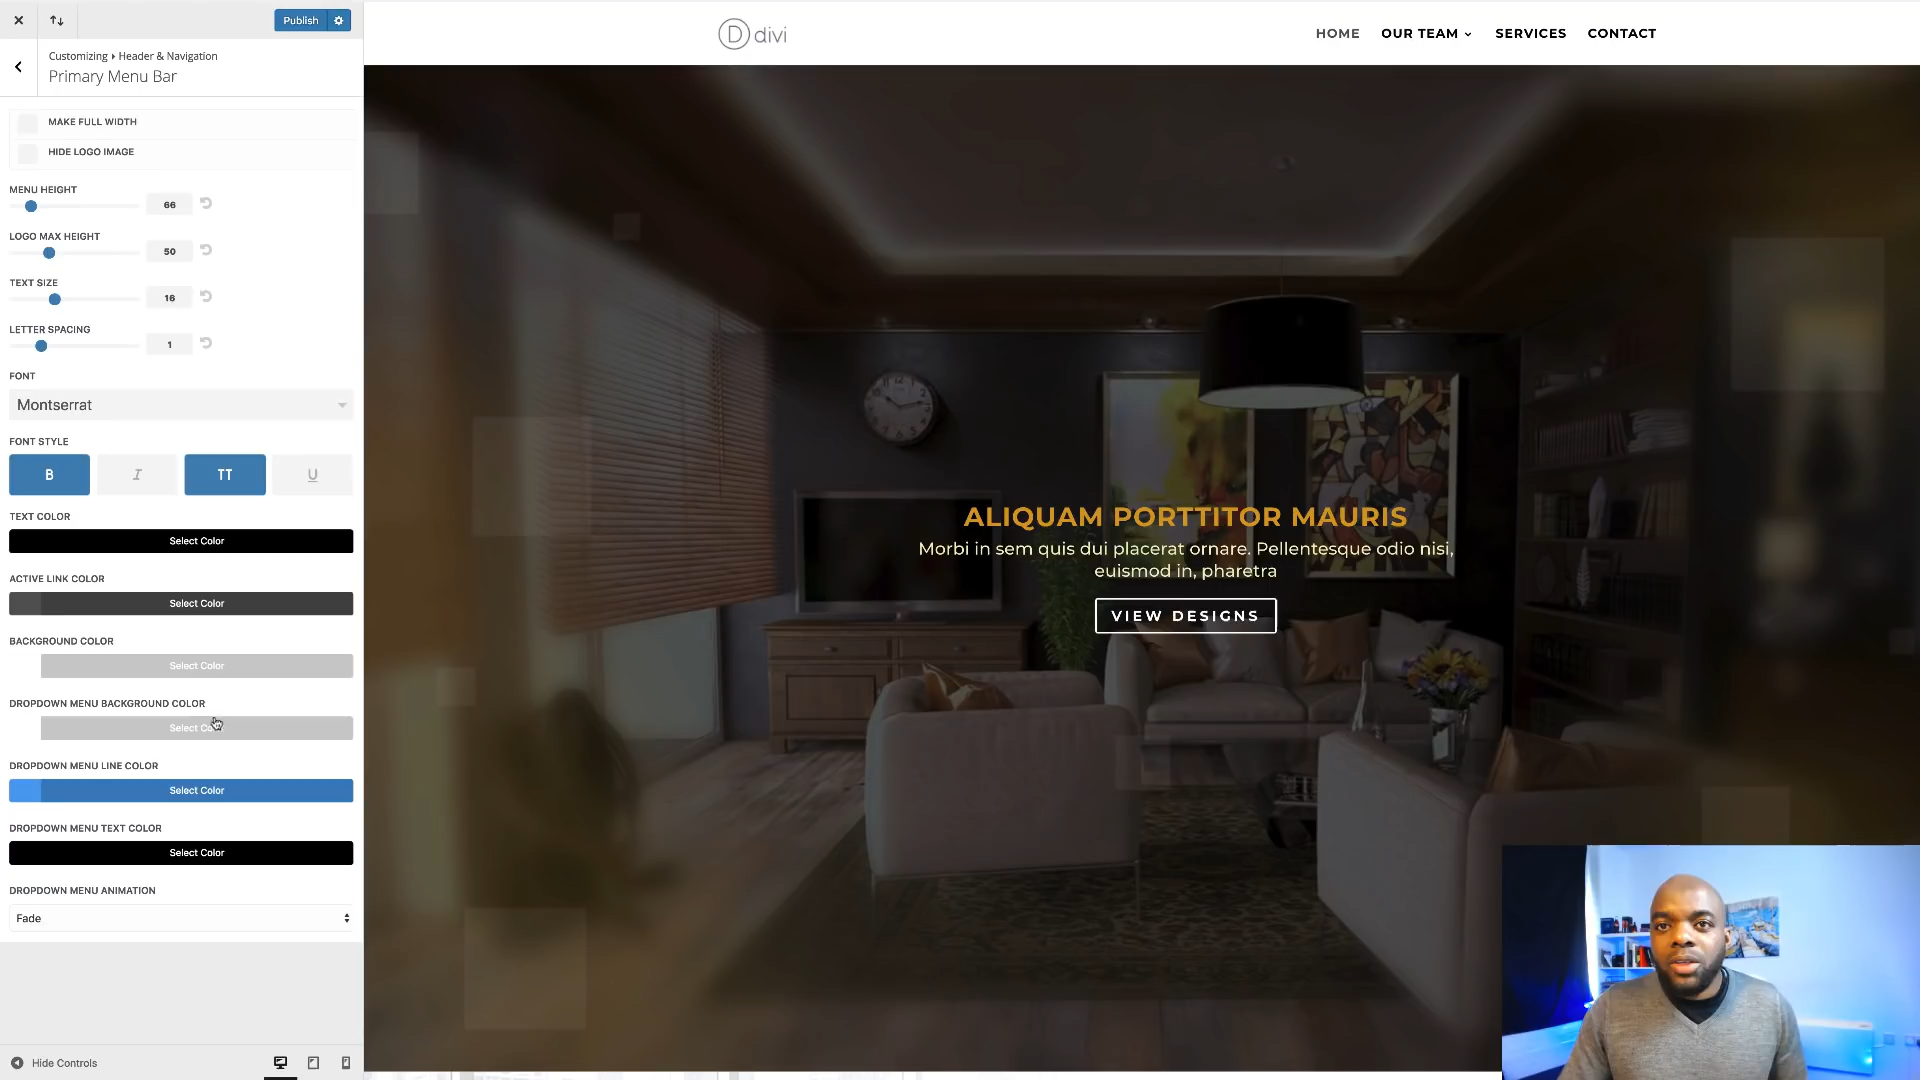 Publish
Customizing ▸ Header & Navigation
Primary Menu Bar
MAKE FULL WIDTH
HIDE LOGO IMAGE
MENU HEIGHT
66
LOGO MAX HEIGHT
50
TEXT SIZE
16
LETTER SPACING
1
FONT
Montserrat
FONT STYLE
B I TT U
TEXT COLOR
Select Color
ACTIVE LINK COLOR
Select Color
BACKGROUND COLOR
Select Color
DROPDOWN MENU BACKGROUND COLOR
Select Color
DROPDOWN MENU LINE COLOR
Select Color
DROPDOWN MENU TEXT COLOR
Select Color
DROPDOWN MENU ANIMATION
Fade
Hide Controls
D divi
HOME OUR TEAM SERVICES CONTACT
ALIQUAM PORTTITOR MAURIS
Morbi in sem quis dui placerat ornare. Pellentesque odio nisi,
euismod in, pharetra
VIEW DESIGNS